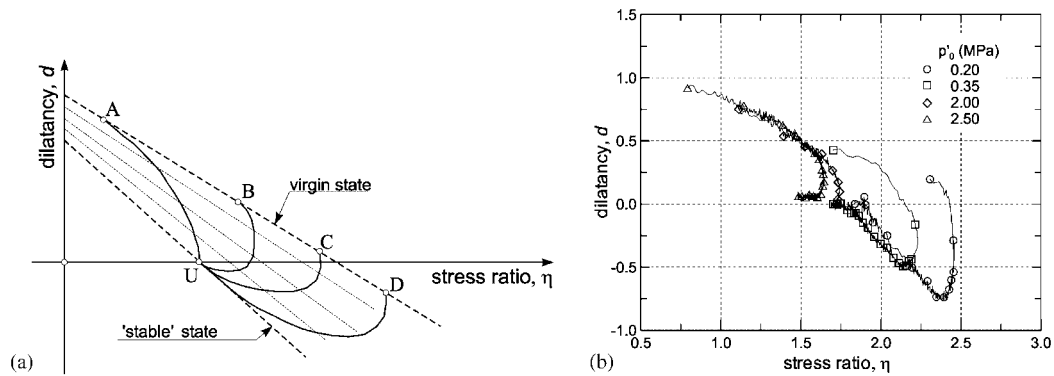 dilatancy, d
A
B
virgin state
C
D
U
stress ratio, η
'stable' state
(a)
dilatancy, d
1.5
1.0
0.5
0.0
-0.5
-1.0
p'0 (MPa)
0.20
0.35
2.00
2.50
0.5 1.0 1.5 2.0 2.5 3.0
stress ratio, η
(b)